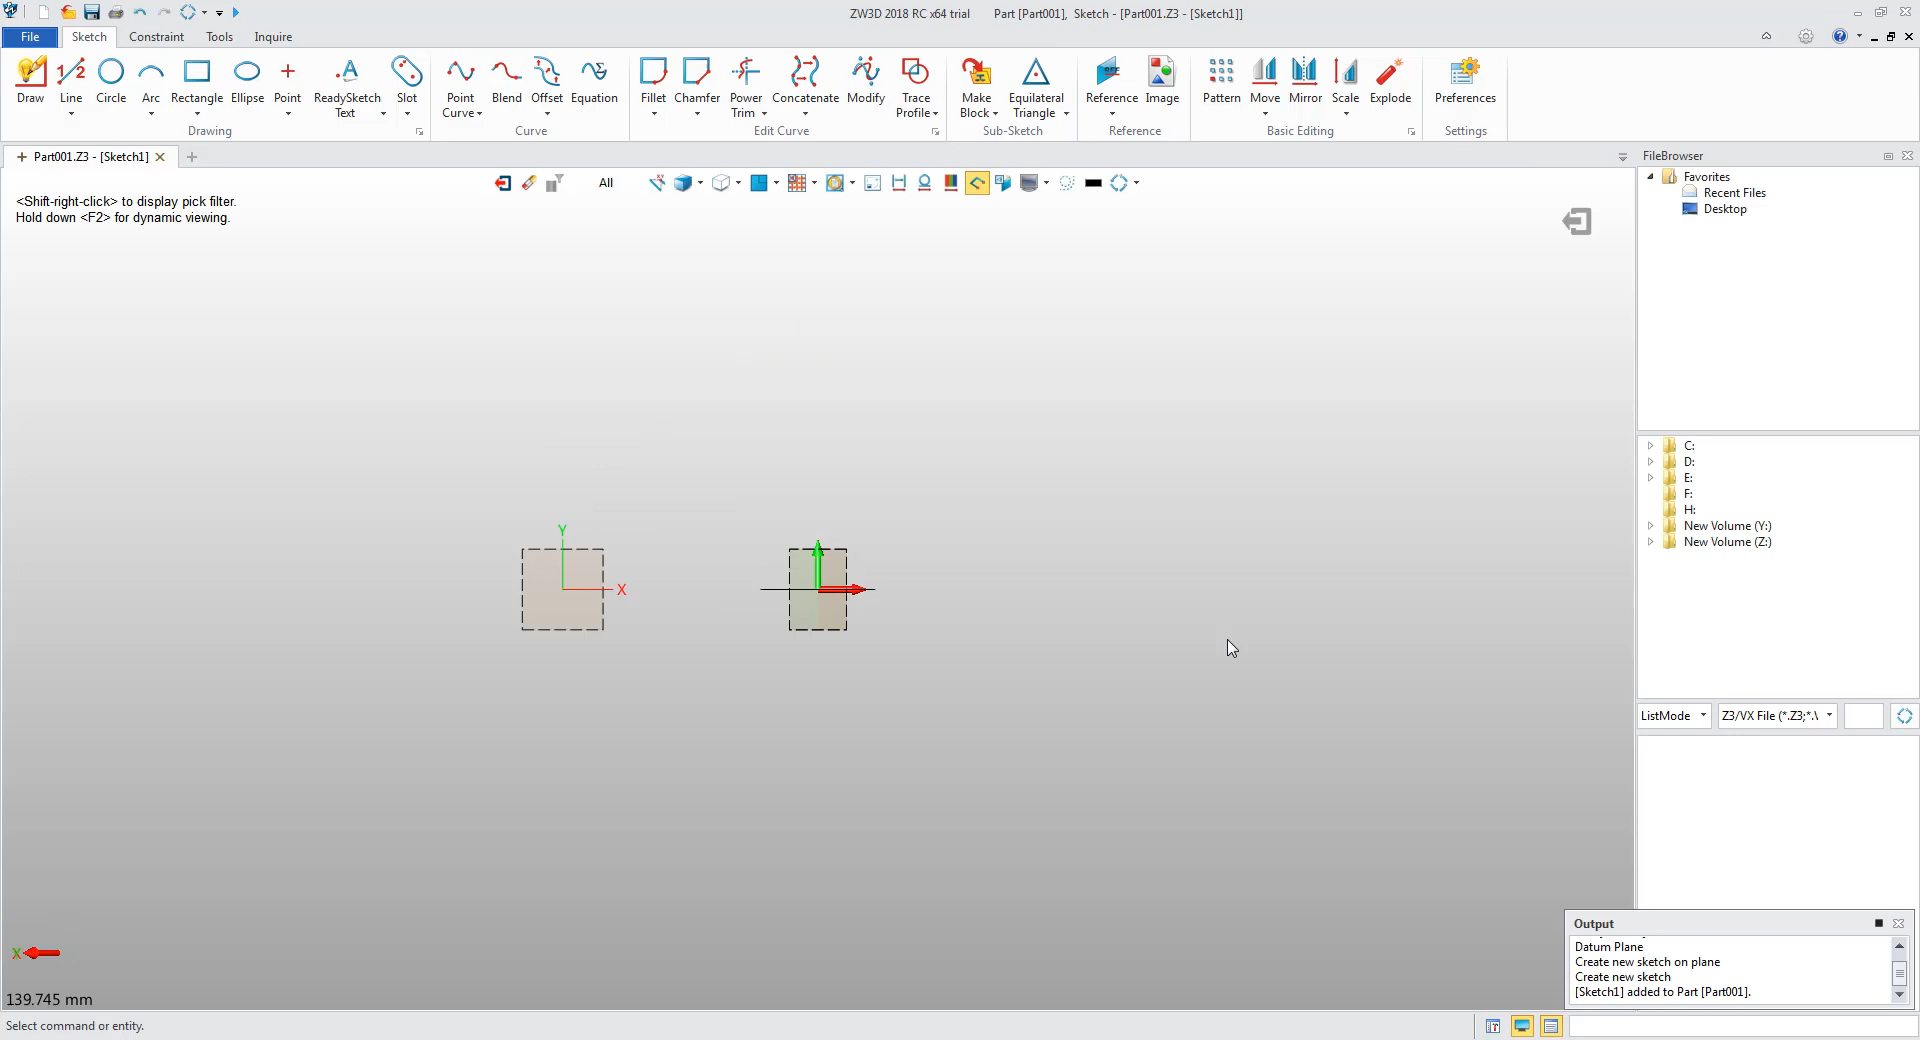 ZW3D 2018 RC x64 trial Part [Part001], Sketch - [Part001.Z3 - [Sketch1]]
File Sketch Constraint Tools Inquire
Draw Line Circle Arc Rectangle Ellipse Point ReadySketch Text Slot
Drawing
Point Curve Blend Offset Equation
Curve
Fillet Chamfer Power Trim Concatenate Modify Trace Profile
Edit Curve
Make Block Equilateral Triangle
Sub-Sketch
Reference Image
Reference
Pattern Move Mirror Scale Explode
Basic Editing
Preferences
Settings
Part001.Z3 - [Sketch1]
FileBrowser
All
<Shift-right-click> to display pick filter.
Hold down <F2> for dynamic viewing.
Favorites
Recent Files
Desktop
C:
D:
E:
F:
H:
New Volume (Y:)
New Volume (Z:)
Y
X
ListMode Z3/VX File (*.Z3;*.\
Output
Datum Plane
Create new sketch on plane
Create new sketch
[Sketch1] added to Part [Part001].
X
139.745 mm
Select command or entity.